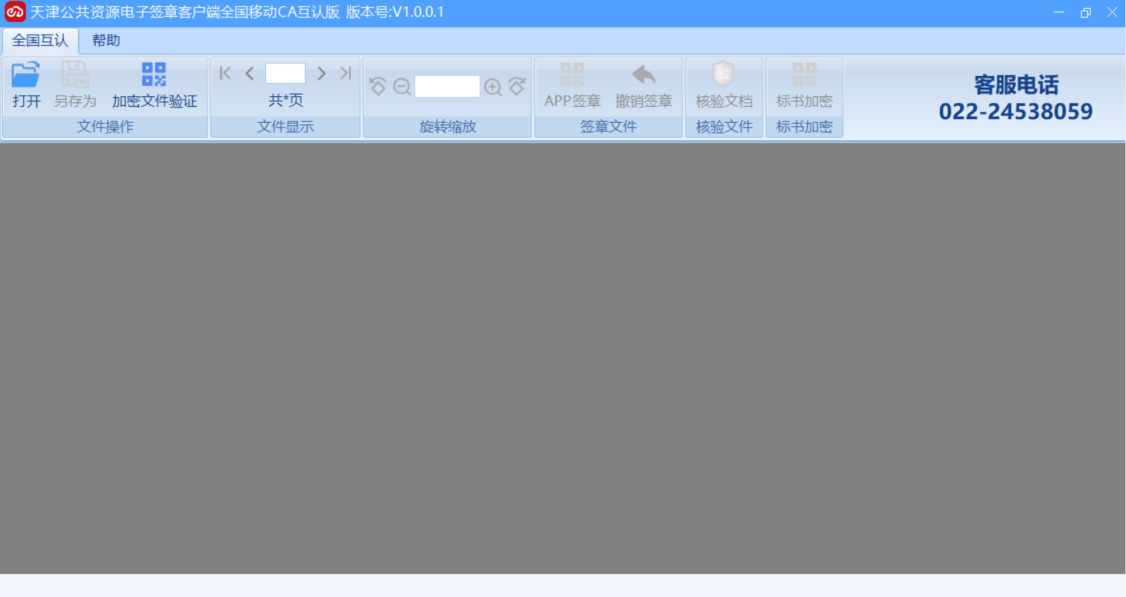 天津公共资源电子签章客户端全国移动CA互认版 版本号:V1.0.0.1
全国互认 帮助
打开 另存为 加密文件验证 共*页 APP签章 撤销签章 核验文档 标书加密
文件操作 文件显示 旋转缩放 签章文件 核验文件 标书加密
客服电话
022-24538059